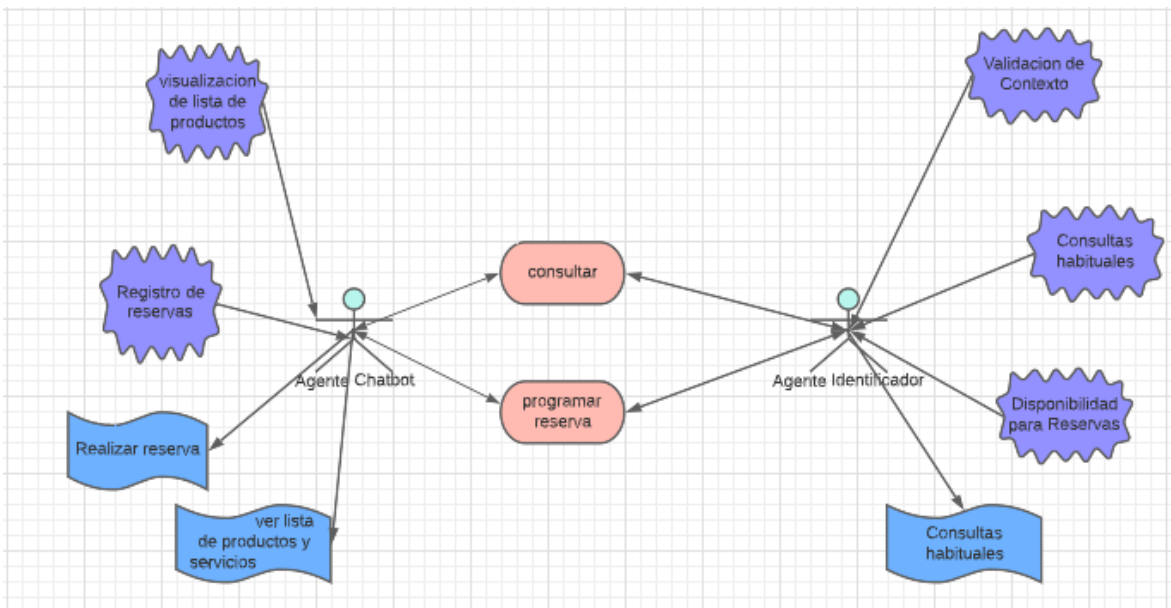 visualizacion
de lista de
productos
Validacion de
Contexto
Consultas
habituales
Registro de
reservas
consultar
Agente Chatbot
Agente Identificador
programar
reserva
Disponibilidad
para Reservas
Realizar reserva
ver lista
de productos y
servicios
Consultas
habituales